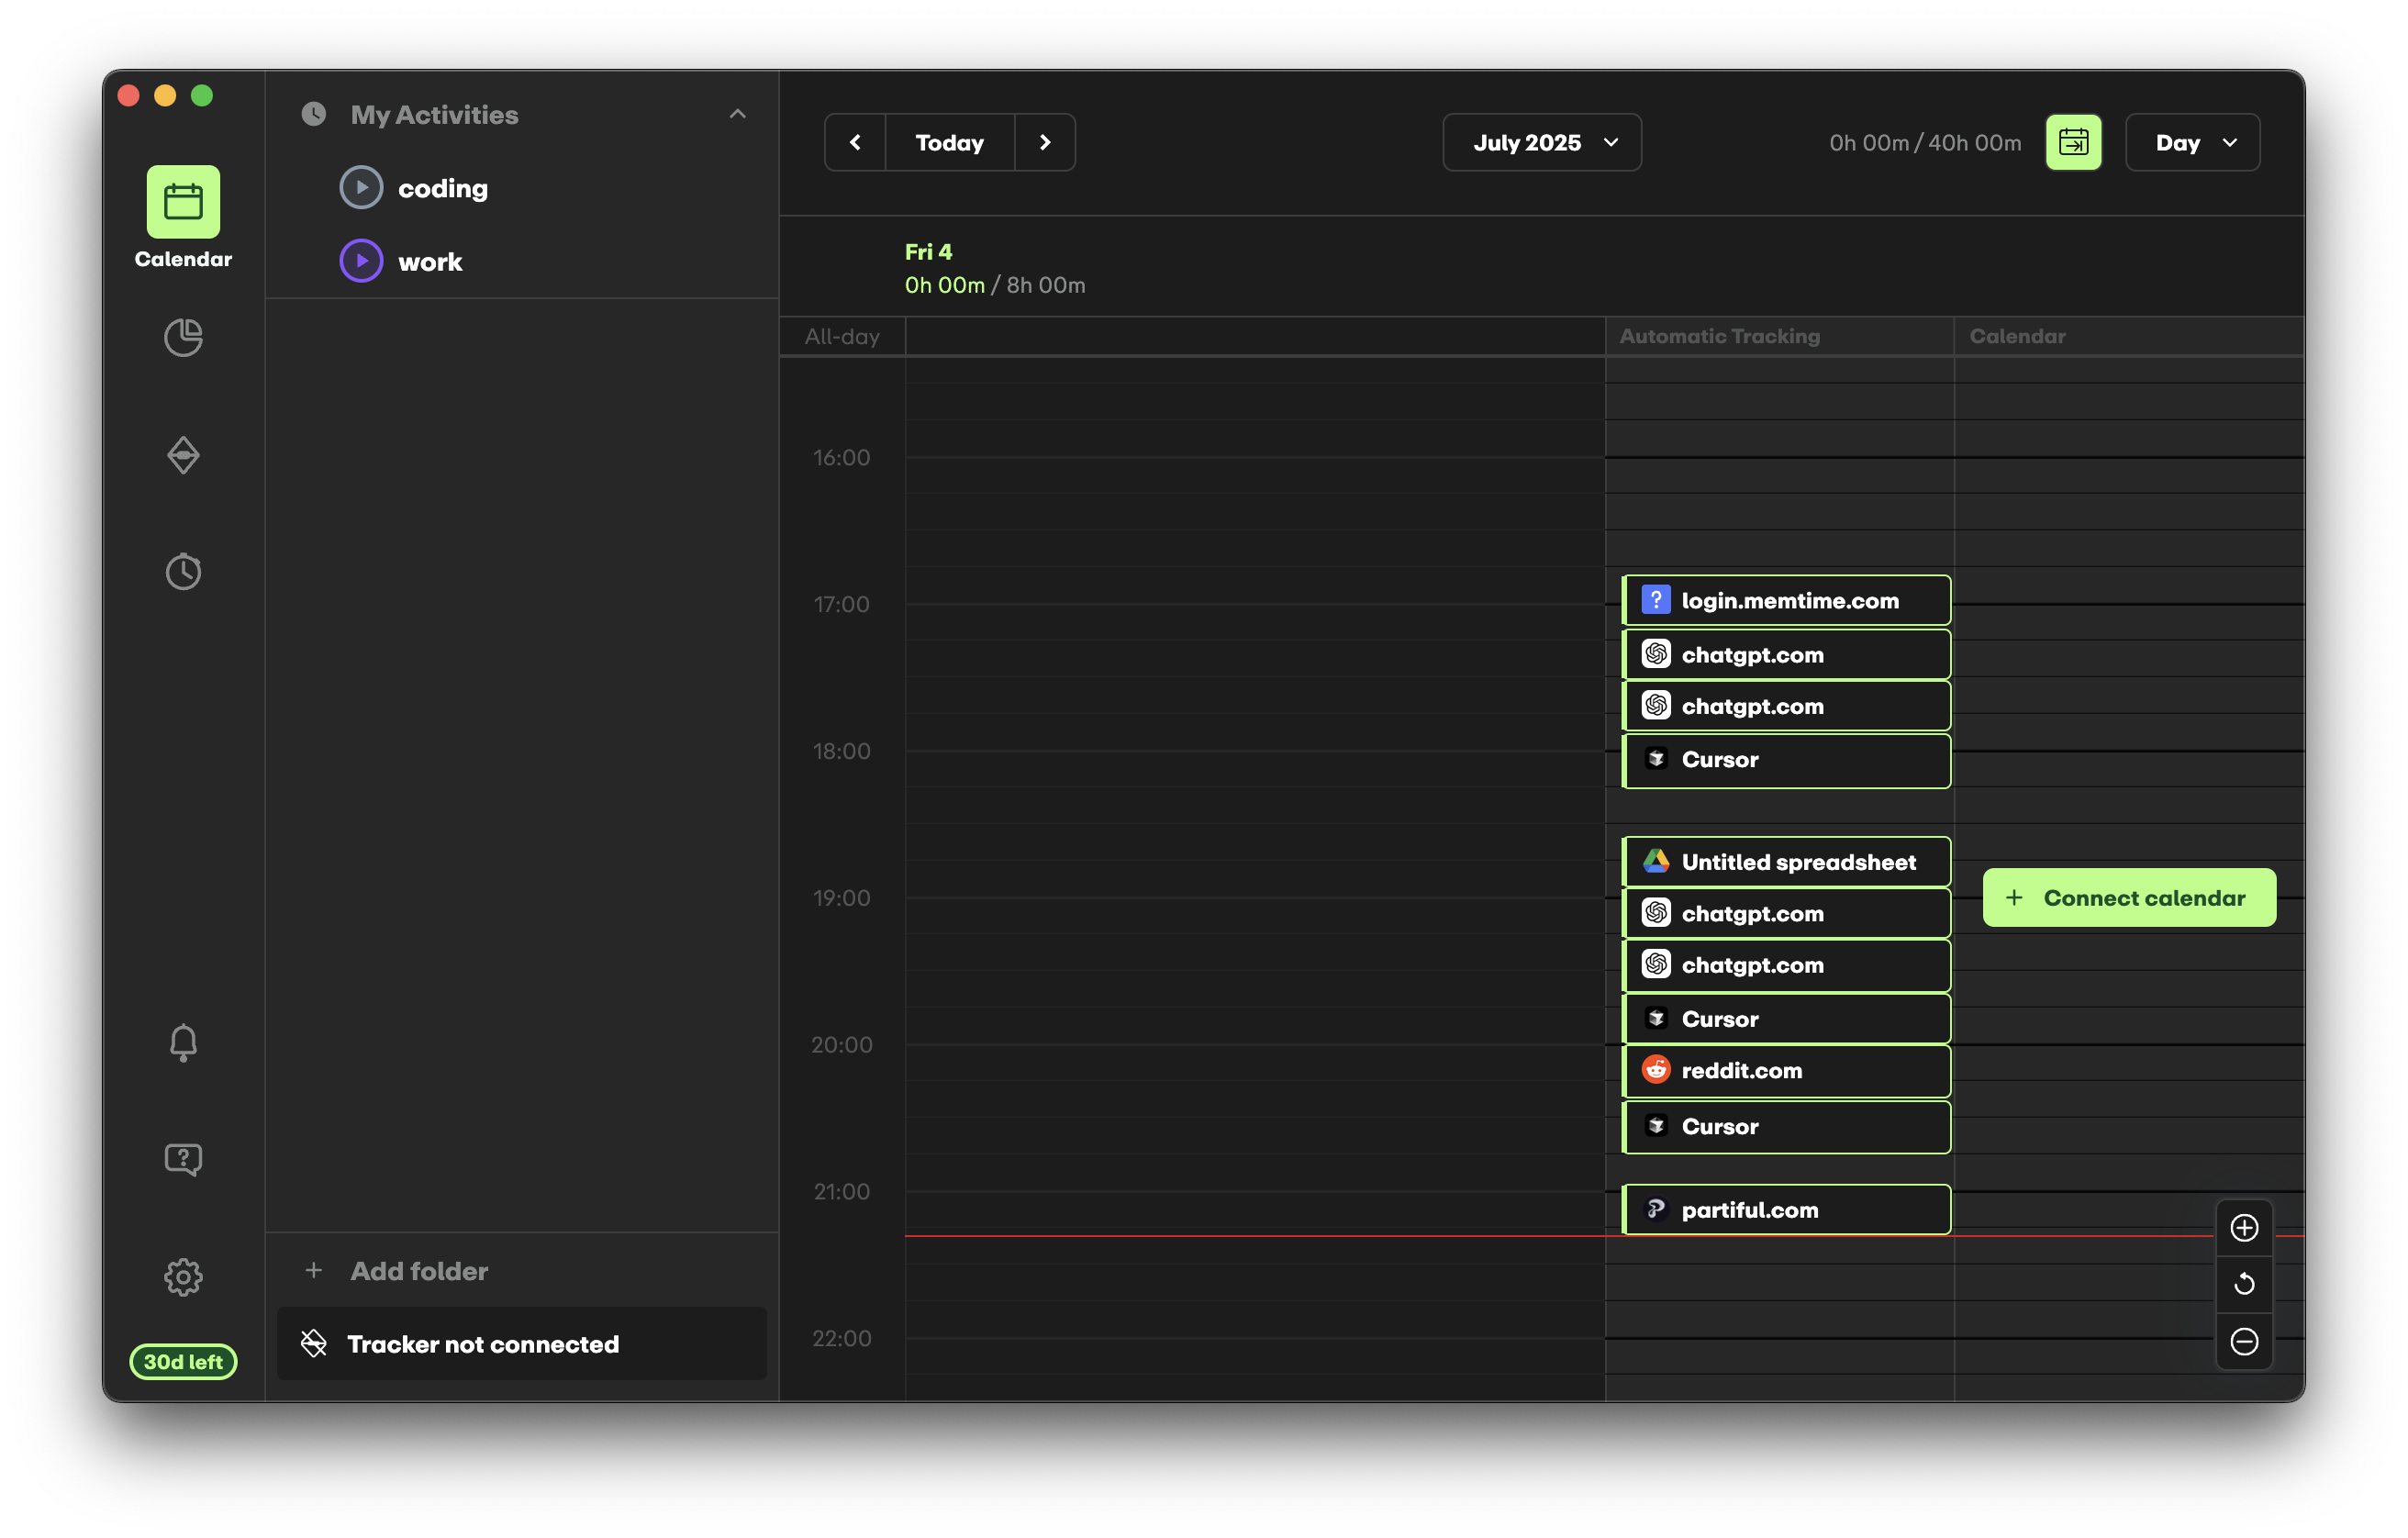 My Activities
coding
work
Calendar
Today
July 2025
0h 00m / 40h 00m
Day
Fri 4
0h 00m / 8h 00m
All-day
Automatic Tracking
Calendar
16:00
17:00
login.memtime.com
chatgpt.com
chatgpt.com
18:00
Cursor
Untitled spreadsheet
19:00
Connect calendar
chatgpt.com
chatgpt.com
Cursor
20:00
reddit.com
Cursor
21:00
partiful.com
22:00
Add folder
Tracker not connected
30d left